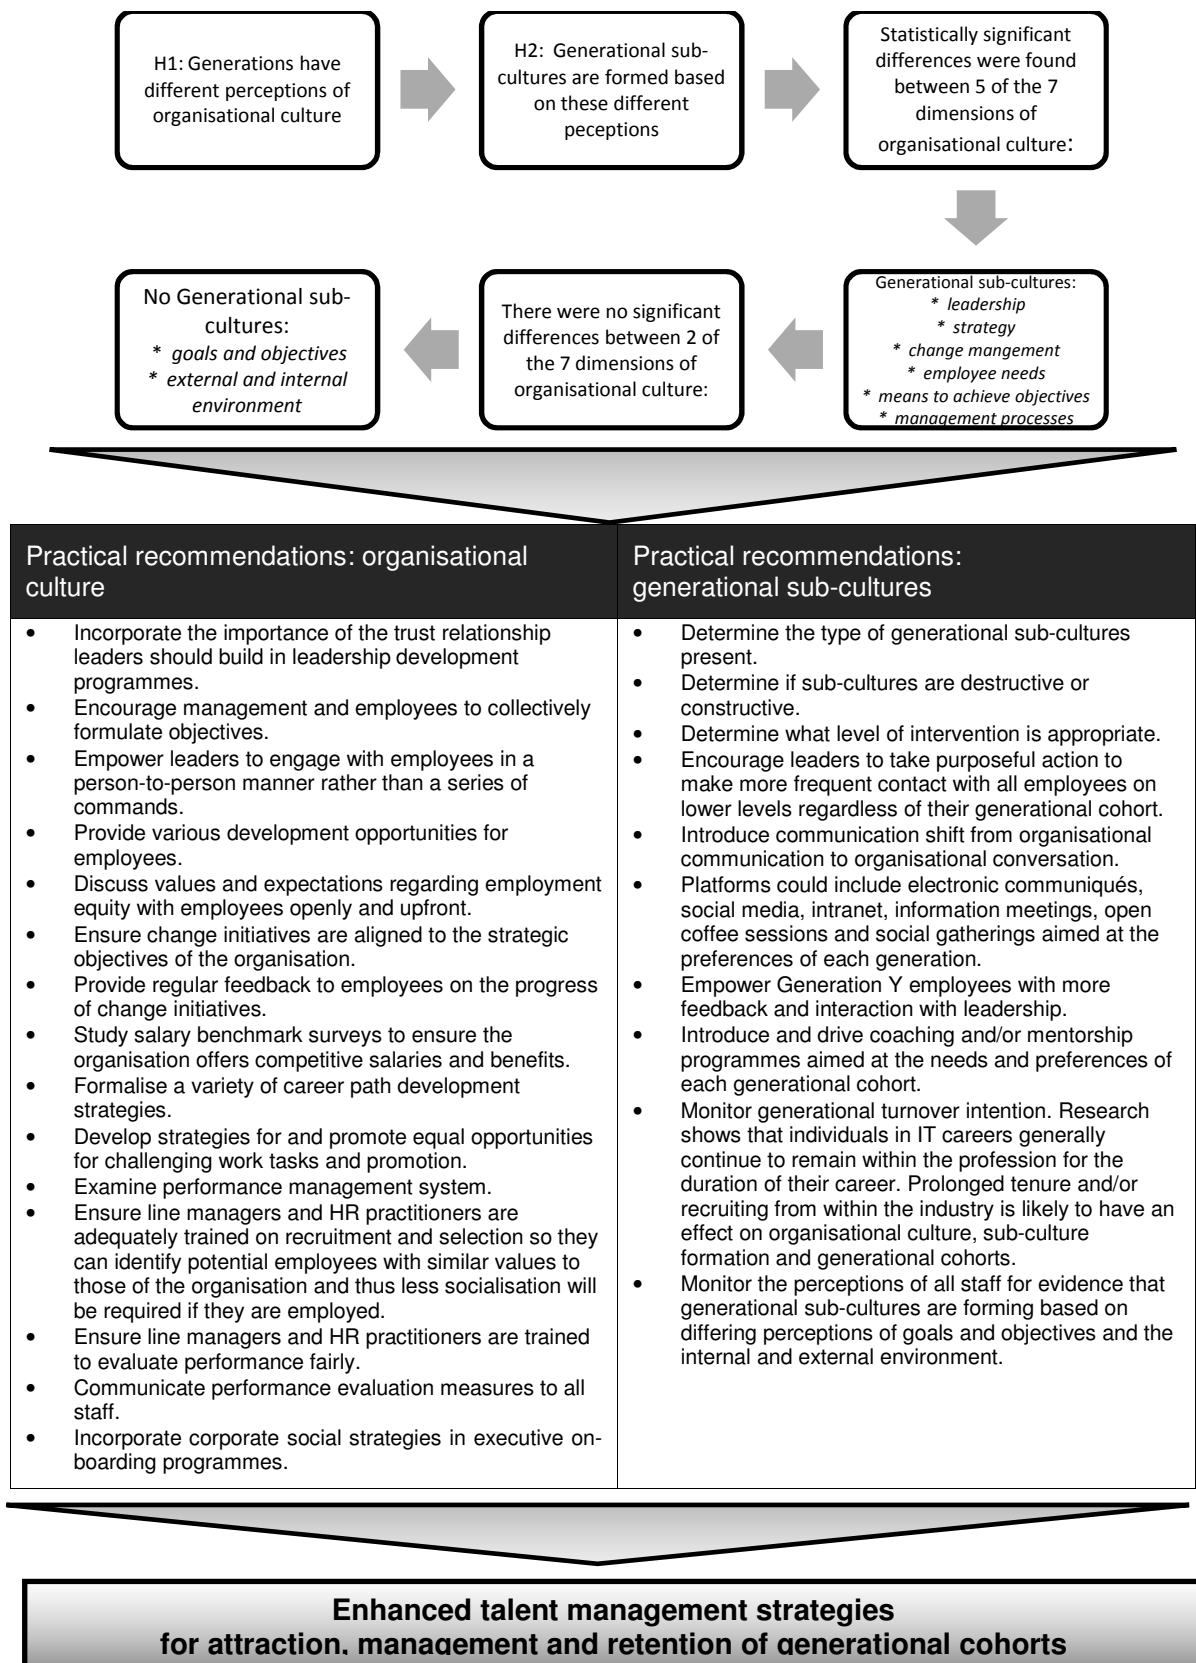 H1: Generations have
different perceptions of
organisational culture
H2:  Generational sub-
cultures are formed based
on these different
peceptions
Statistically significant
differences were found
between 5 of the 7
dimensions of
organisational culture:
Generational sub-cultures:
* leadership
* strategy
* change mangement
* employee needs
* means to achieve objectives
* management processes
There were no significant
differences between 2 of
the 7 dimensions of
organisational culture:
No Generational sub-
cultures:
* goals and objectives
* external and internal
environment
Practical recommendations: organisational
culture
• Incorporate the importance of the trust relationship
leaders should build in leadership development
programmes.
• Encourage management and employees to collectively
formulate objectives.
• Empower leaders to engage with employees in a
person-to-person manner rather than a series of
commands.
• Provide various development opportunities for
employees.
• Discuss values and expectations regarding employment
equity with employees openly and upfront.
• Ensure change initiatives are aligned to the strategic
objectives of the organisation.
• Provide regular feedback to employees on the progress
of change initiatives.
• Study salary benchmark surveys to ensure the
organisation offers competitive salaries and benefits.
• Formalise a variety of career path development
strategies.
• Develop strategies for and promote equal opportunities
for challenging work tasks and promotion.
• Examine performance management system.
• Ensure line managers and HR practitioners are
adequately trained on recruitment and selection so they
can identify potential employees with similar values to
those of the organisation and thus less socialisation will
be required if they are employed.
• Ensure line managers and HR practitioners are trained
to evaluate performance fairly.
• Communicate performance evaluation measures to all
staff.
• Incorporate corporate social strategies in executive on-
boarding programmes.
Practical recommendations:
generational sub-cultures
• Determine the type of generational sub-cultures
present.
• Determine if sub-cultures are destructive or
constructive.
• Determine what level of intervention is appropriate.
• Encourage leaders to take purposeful action to
make more frequent contact with all employees on
lower levels regardless of their generational cohort.
• Introduce communication shift from organisational
communication to organisational conversation.
• Platforms could include electronic communiqués,
social media, intranet, information meetings, open
coffee sessions and social gatherings aimed at the
preferences of each generation.
• Empower Generation Y employees with more
feedback and interaction with leadership.
• Introduce and drive coaching and/or mentorship
programmes aimed at the needs and preferences of
each generational cohort.
• Monitor generational turnover intention. Research
shows that individuals in IT careers generally
continue to remain within the profession for the
duration of their career. Prolonged tenure and/or
recruiting from within the industry is likely to have an
effect on organisational culture, sub-culture
formation and generational cohorts.
• Monitor the perceptions of all staff for evidence that
generational sub-cultures are forming based on
differing perceptions of goals and objectives and the
internal and external environment.
Enhanced talent management strategies
for attraction, management and retention of generational cohorts